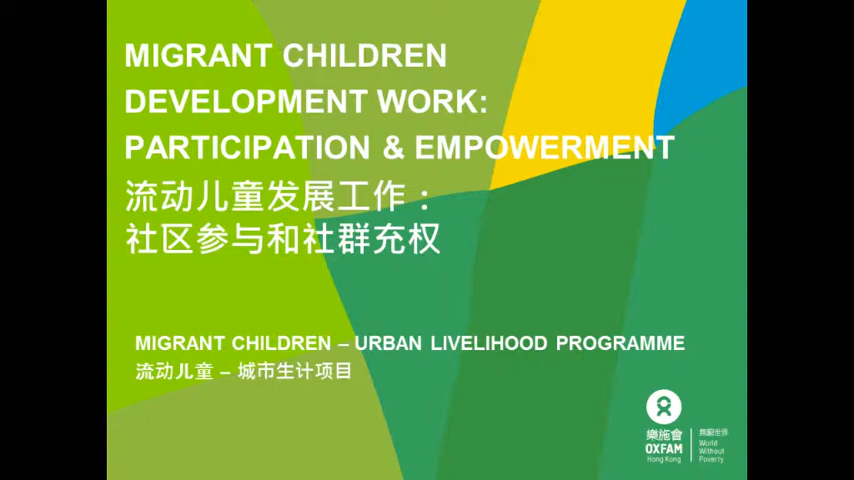 MIGRANT CHILDREN
DEVELOPMENT WORK:
PARTICIPATION & EMPOWERMENT
流动儿童发展工作：
社区参与和社群充权
MIGRANT CHILDREN – URBAN LIVELIHOOD PROGRAMME
流动儿童 – 城市生计项目
樂施會
OXFAM
Hong Kong
無窮世界
World
Without
Poverty